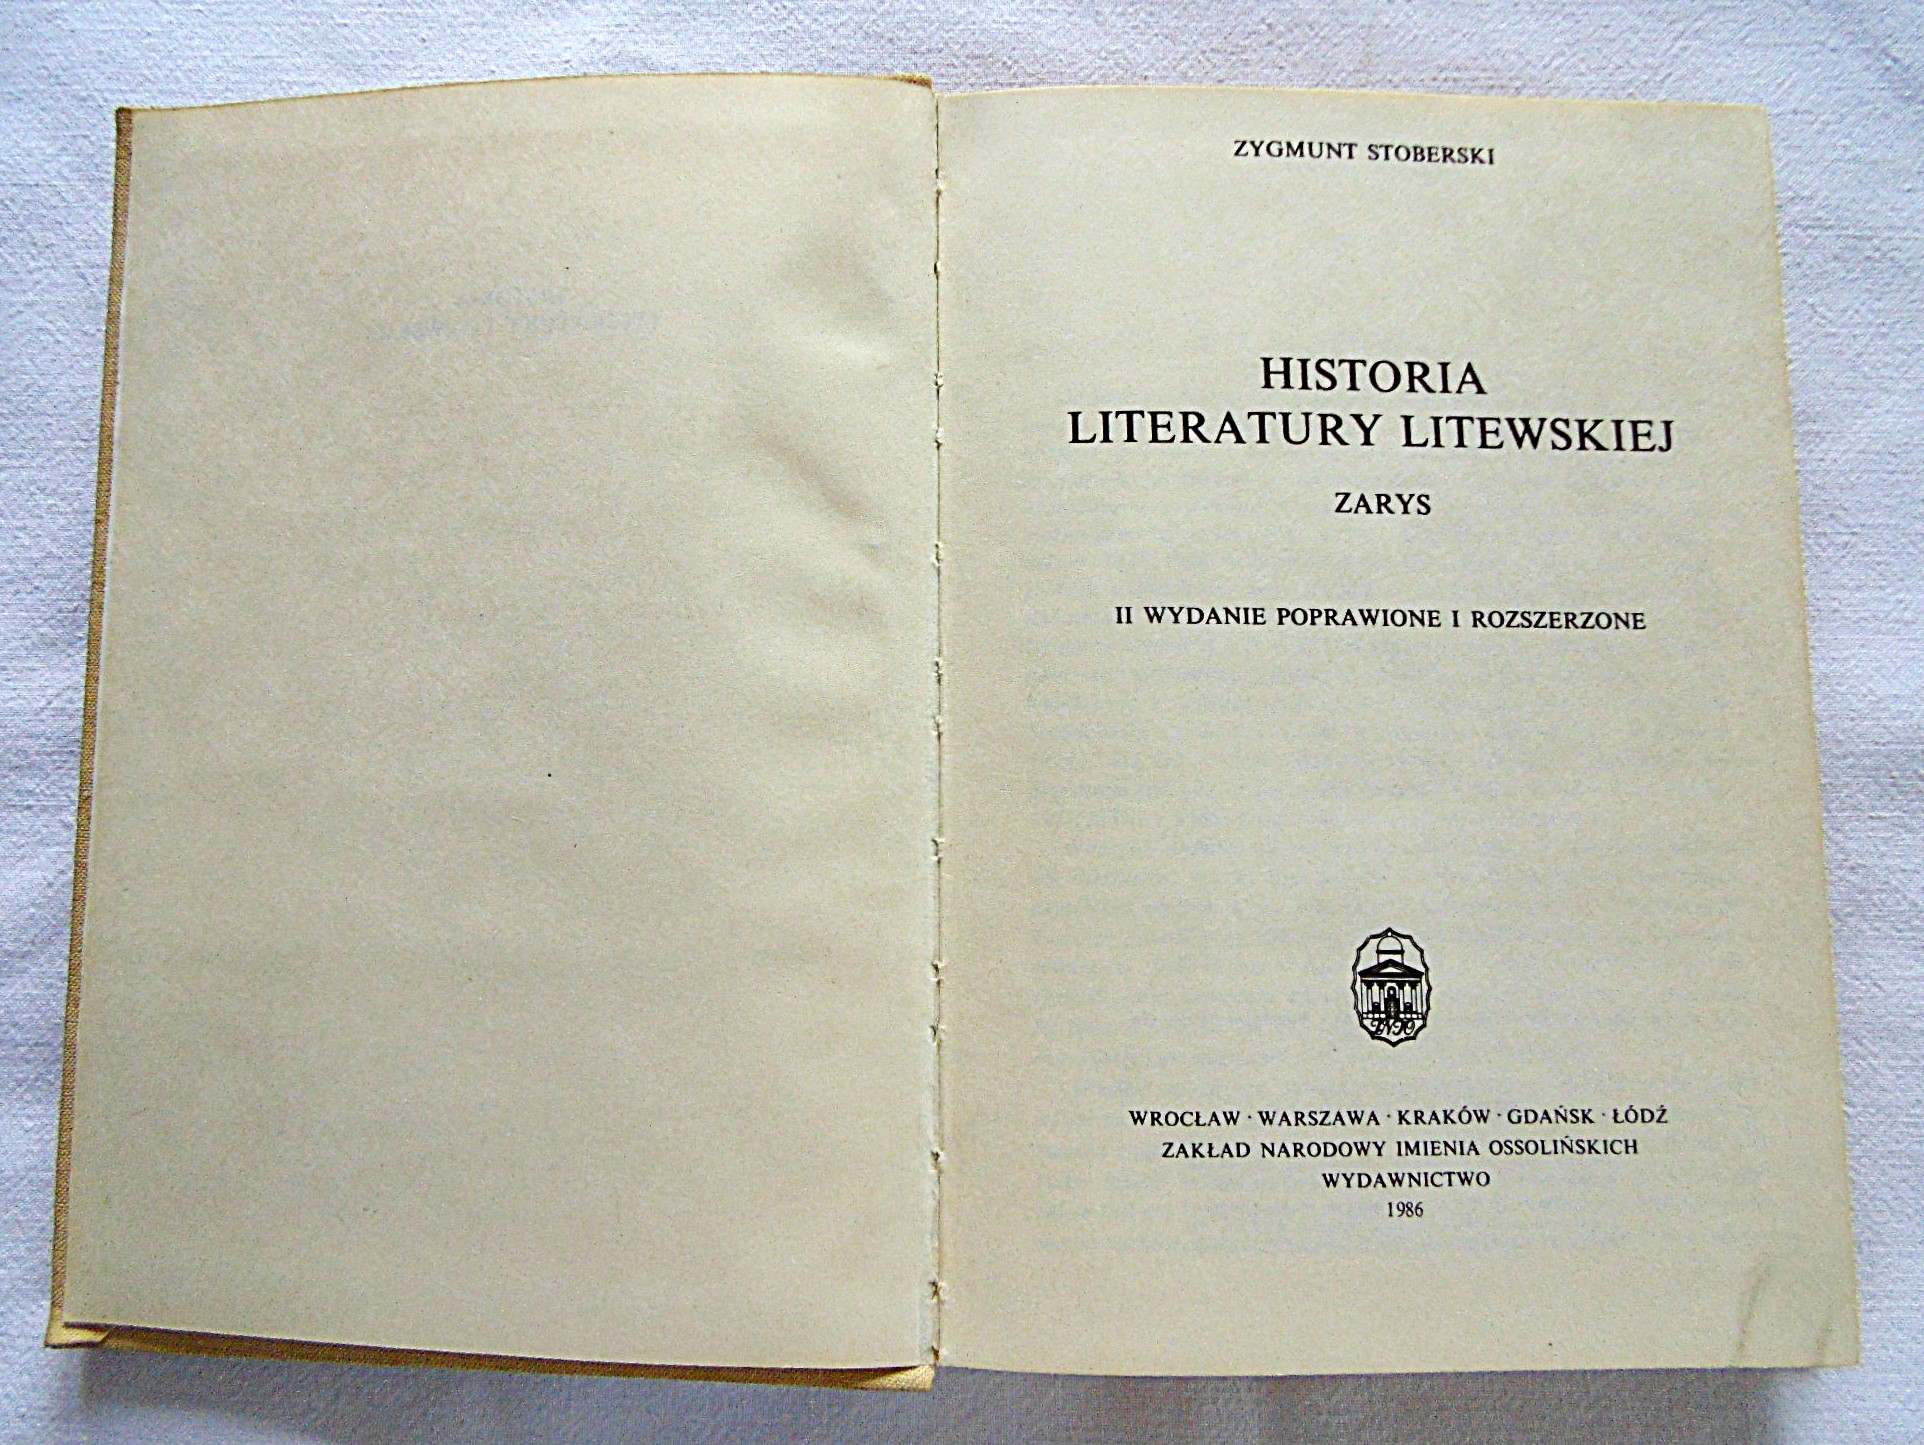 ZYGMUNT STOBERSKI
HISTORIA
LITERATURY LITEWSKIEJ
ZARYS
II WYDANIE POPRAWIONE I ROZSZERZONE
ZNIO
WROCŁAW · WARSZAWA · KRAKÓW · GDAŃSK · ŁÓDŹ
ZAKŁAD NARODOWY IMIENIA OSSOLIŃSKICH
WYDAWNICTWO
1986